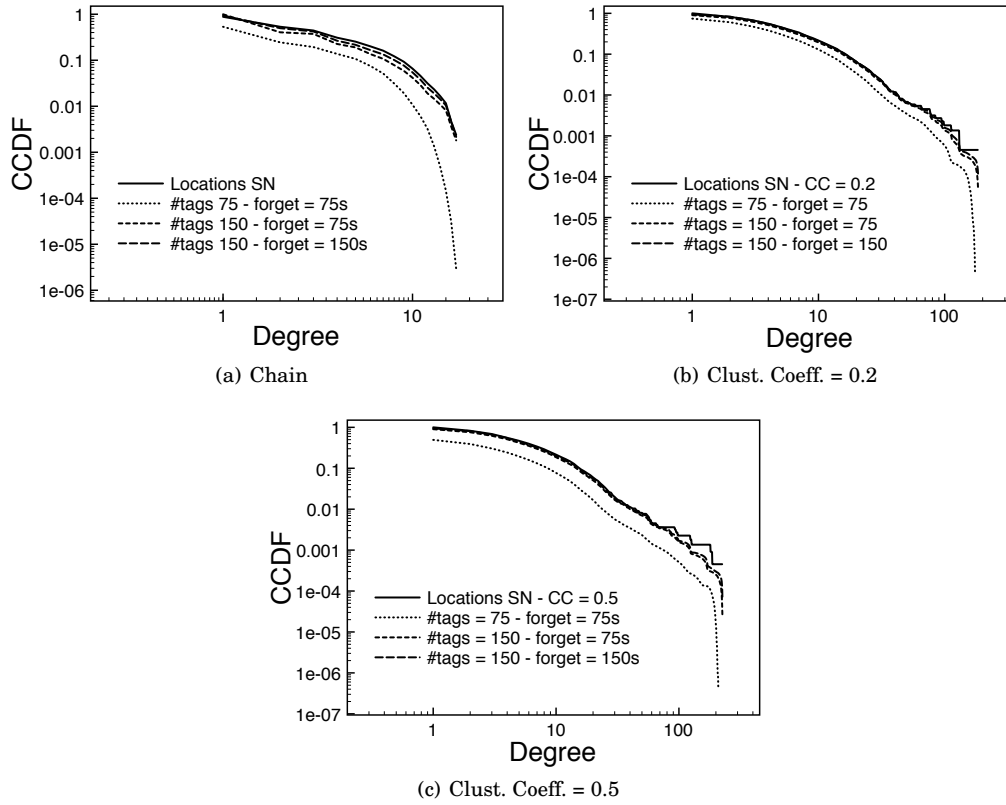 1
0.1
0.01
0.001
1e-04
1e-05
1e-06
CCDF
Locations SN
#tags 75 - forget = 75s
#tags 150 - forget = 75s
#tags 150 - forget = 150s
1 10
Degree
(a) Chain
1
0.1
0.01
0.001
1e-04
1e-05
1e-06
1e-07
CCDF
Locations SN - CC = 0.2
#tags = 75 - forget = 75
#tags = 150 - forget = 75
#tags = 150 - forget = 150
1 10 100
Degree
(b) Clust. Coeff. = 0.2
1
0.1
0.01
0.001
1e-04
1e-05
1e-06
1e-07
CCDF
Locations SN - CC = 0.5
#tags = 75 - forget = 75s
#tags = 150 - forget = 75s
#tags = 150 - forget = 150s
1 10 100
Degree
(c) Clust. Coeff. = 0.5